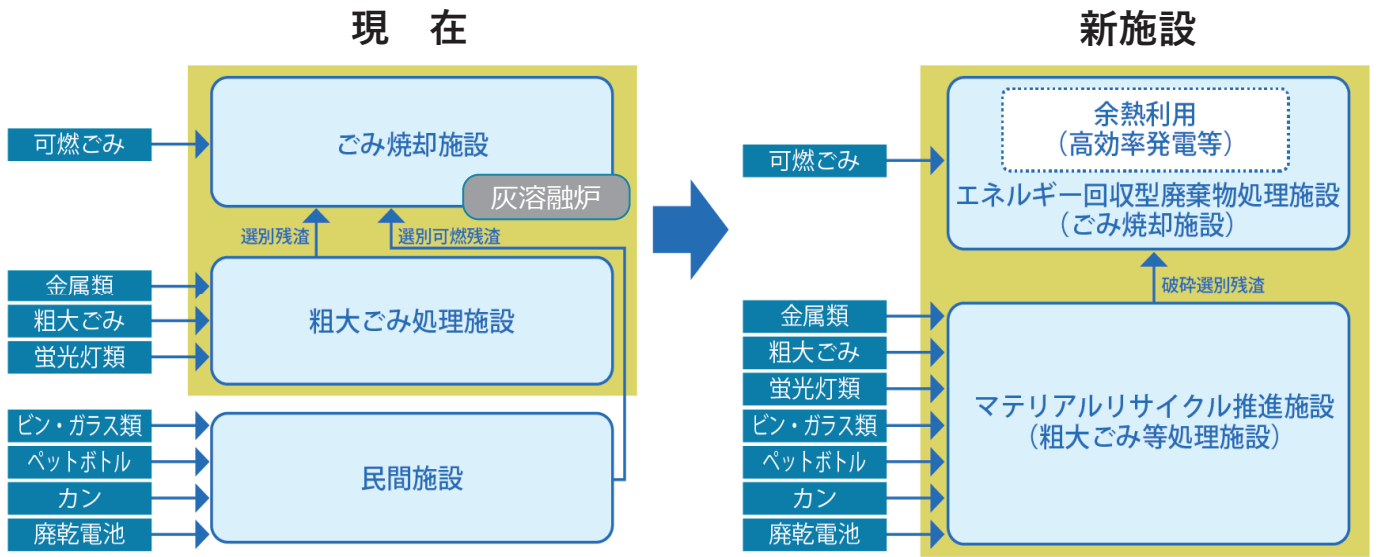 現　在
可燃ごみ
ごみ焼却施設
灰溶融炉
選別残渣
選別可燃残渣
金属類
粗大ごみ
蛍光灯類
粗大ごみ処理施設
ビン・ガラス類
ペットボトル
カン
廃乾電池
民間施設
新施設
可燃ごみ
余熱利用
（高効率発電等）
エネルギー回収型廃棄物処理施設
（ごみ焼却施設）
破砕選別残渣
金属類
粗大ごみ
蛍光灯類
ビン・ガラス類
ペットボトル
カン
廃乾電池
マテリアルリサイクル推進施設
（粗大ごみ等処理施設）